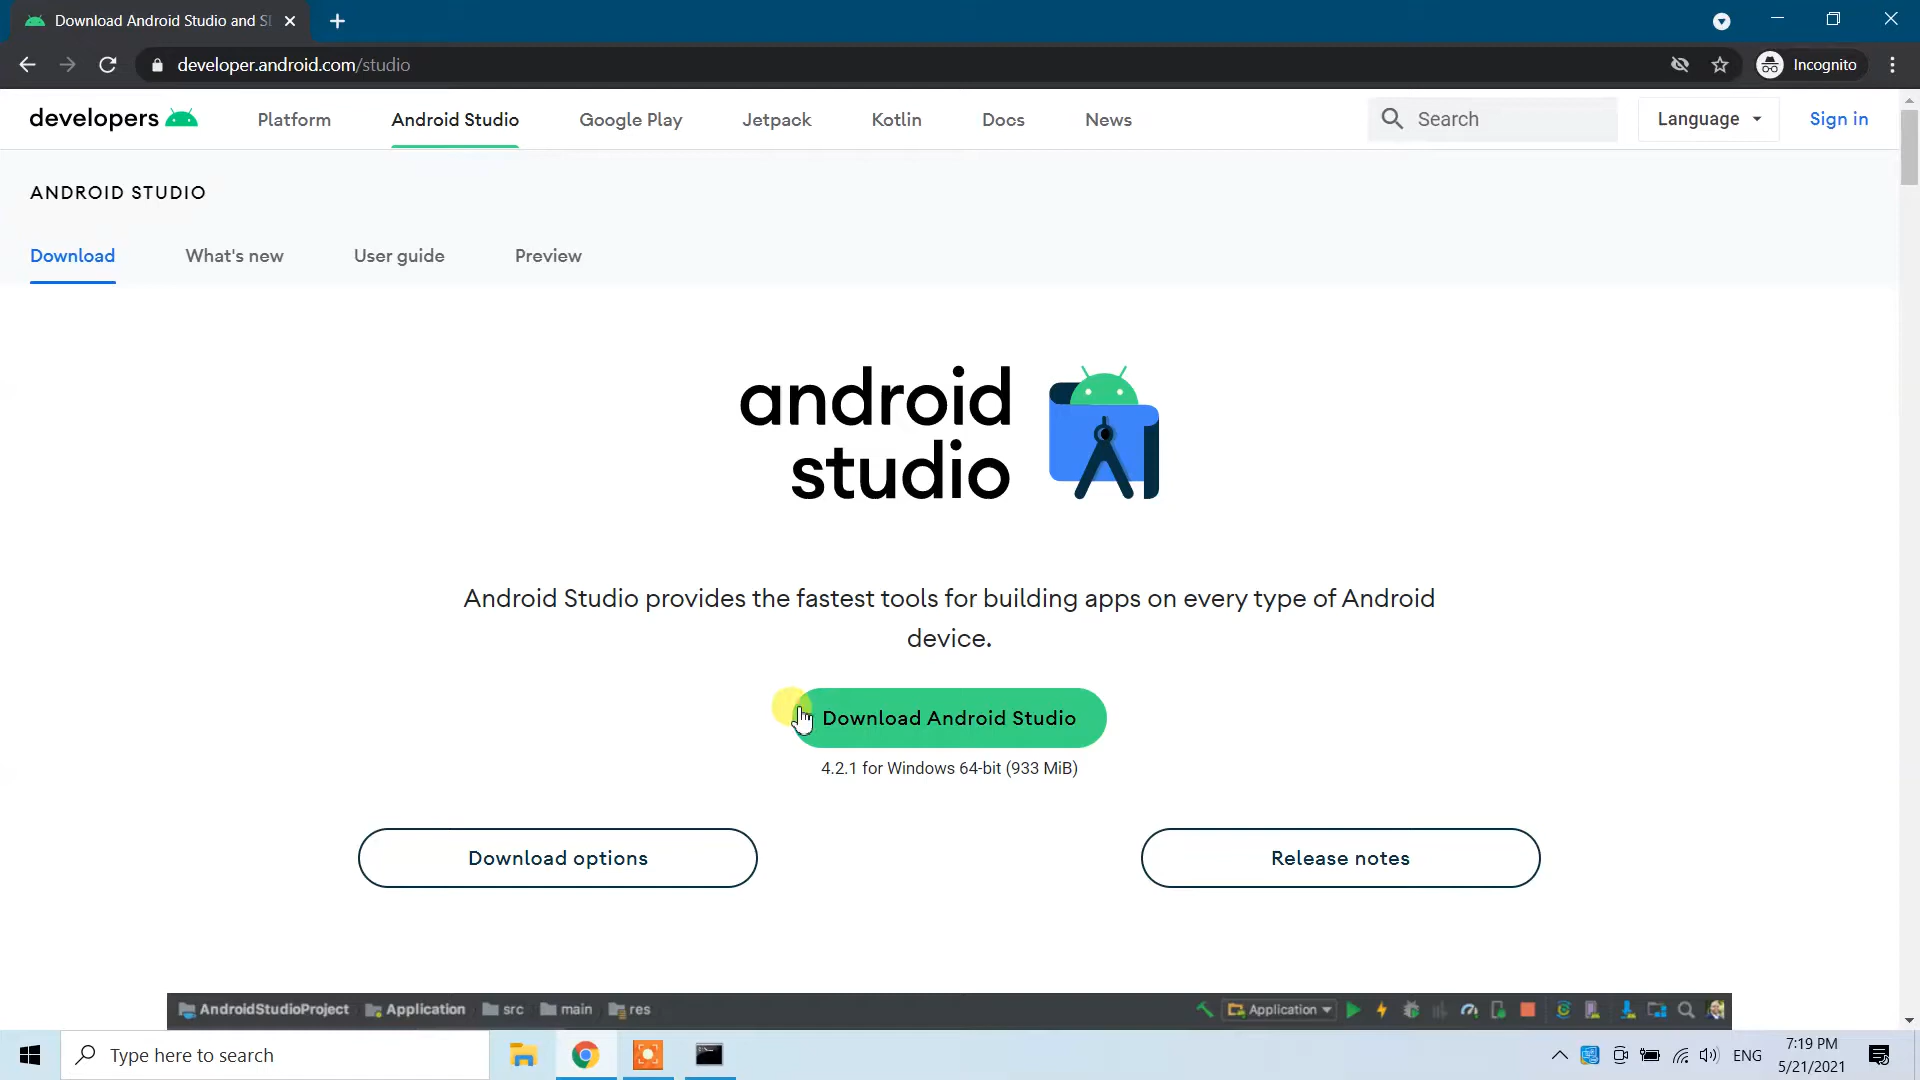 Download Android Studio and S
developer.android.com/studio
Incognito
developers
Platform
Android Studio
Google Play
Jetpack
Kotlin
Docs
News
Search
Language
Sign in
ANDROID STUDIO
Download
What's new
User guide
Preview
android
studio
Android Studio provides the fastest tools for building apps on every type of Android
device.
Download Android Studio
4.2.1 for Windows 64-bit (933 MiB)
Download options
Release notes
AndroidStudioProject
Application
src
main
res
Application
Type here to search
ENG
7:19 PM
5/21/2021